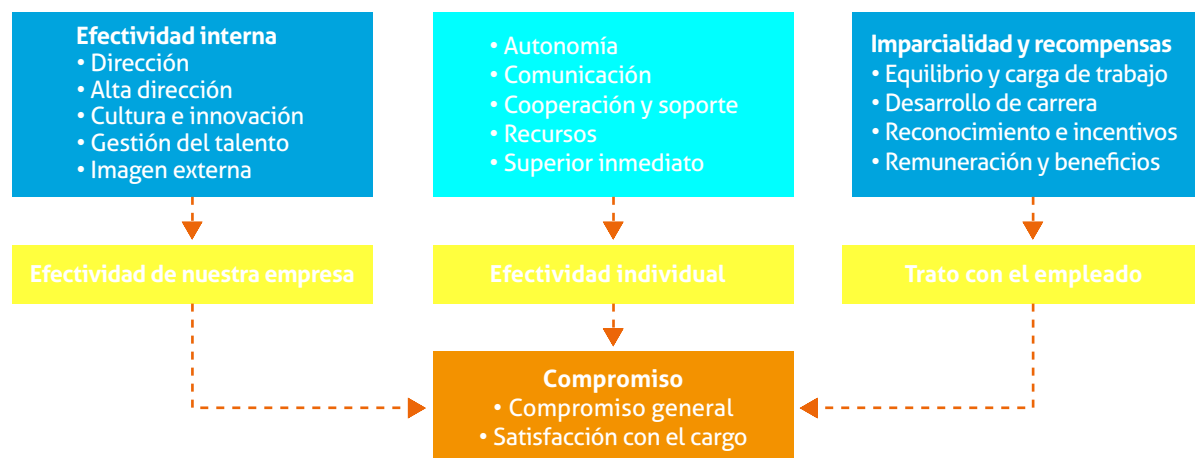 Efectividad interna
• Dirección
• Alta dirección
• Cultura e innovación
• Gestión del talento
• Imagen externa
• Autonomía
• Comunicación
• Cooperación y soporte
• Recursos
• Superior inmediato
Imparcialidad y recompensas
• Equilibrio y carga de trabajo
• Desarrollo de carrera
• Reconocimiento e incentivos
• Remuneración y beneficios
Efectividad de nuestra empresa
Efectividad individual
Trato con el empleado
Compromiso
• Compromiso general
• Satisfacción con el cargo